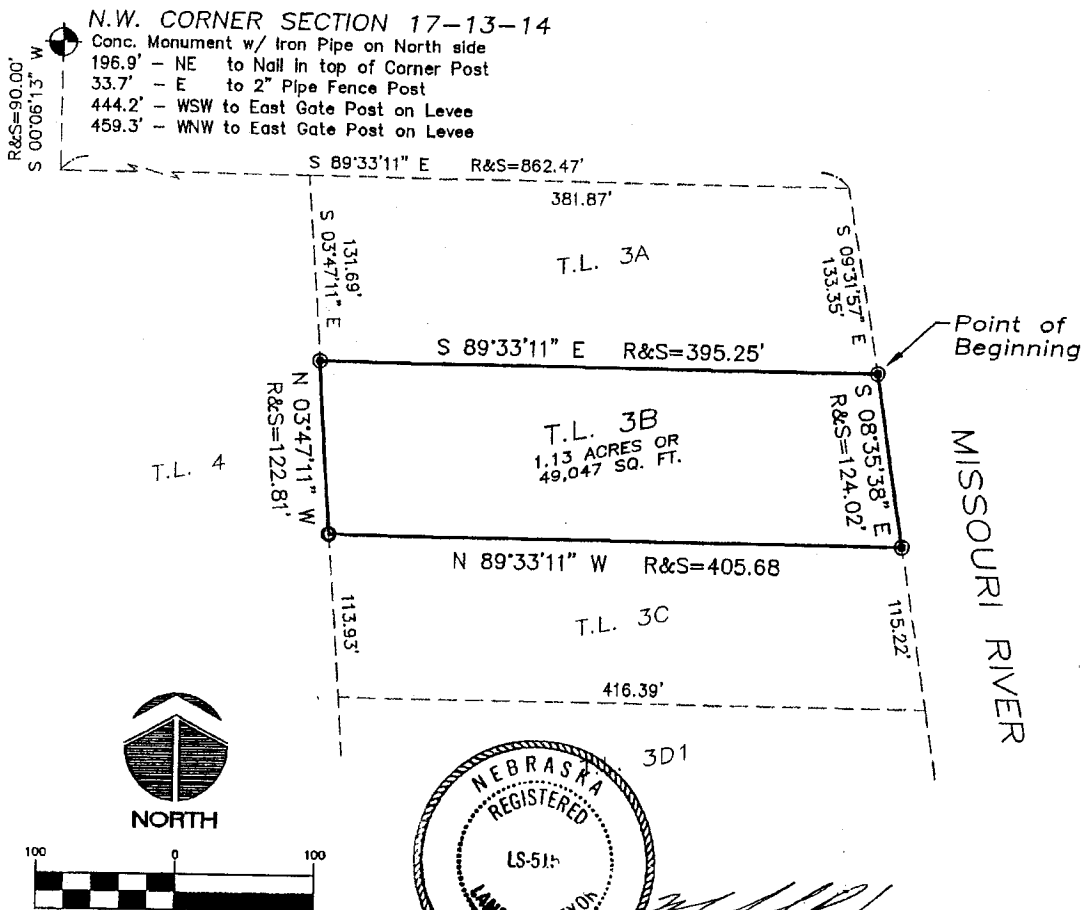 N.W. CORNER SECTION 17-13-14
Conc. Monument w/ Iron Pipe on North side
196.9' - NE to Nail in top of Corner Post
33.7' - E to 2" Pipe Fence Post
444.2' - WSW to East Gate Post on Levee
459.3' - WNW to East Gate Post on Levee
R&S=90.00'
S 00°06'13" W
S 89°33'11" E R&S=862.47'
381.87'
131.69'
S 03°47'11" E
T.L. 3A
S 09°31'57" E
133.35'
Point of
Beginning
S 89°33'11" E R&S=395.25'
N 03°47'11" W
R&S=122.81'
T.L. 3B
1.13 ACRES OR
49,047 SQ. FT.
S 08°35'38" E
R&S=124.02'
T.L. 4
MISSOURI RIVER
N 89°33'11" W R&S=405.68
113.93'
T.L. 3C
115.22'
416.39'
3D1
NORTH
100 0 100
NEBRASKA
REGISTERED